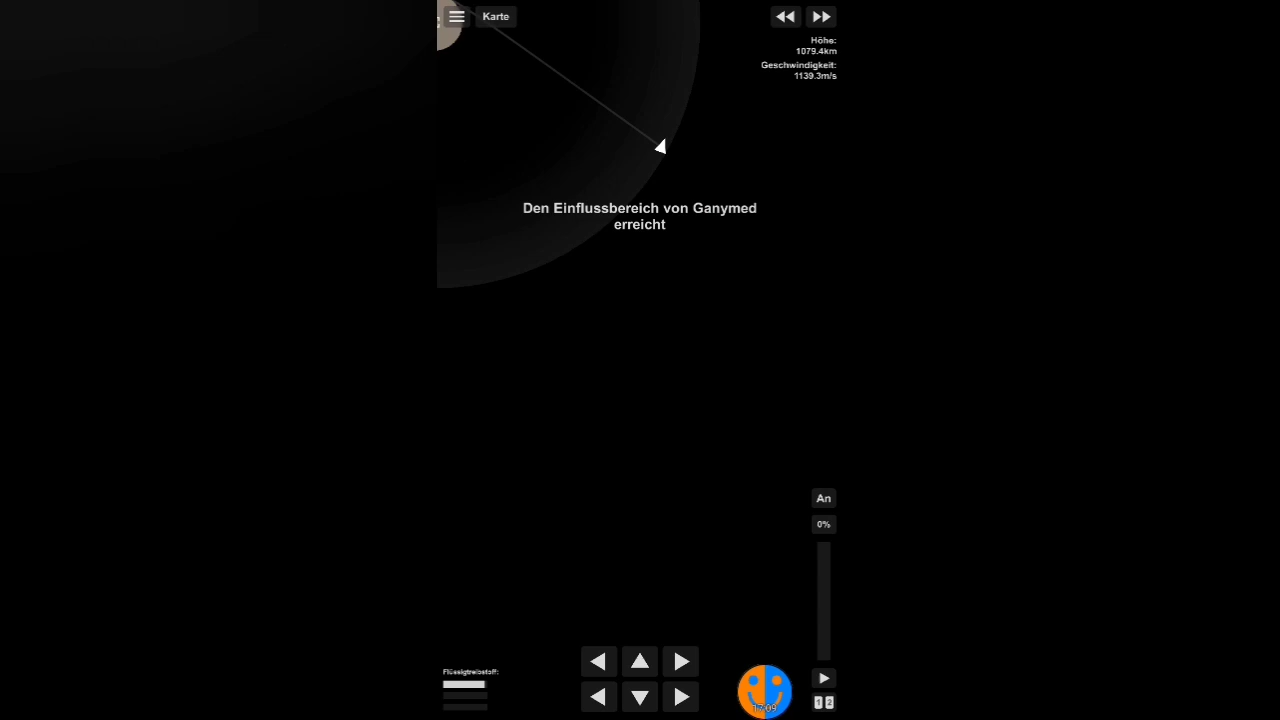 Karte
Höhe:
1079.4km
Geschwindigkeit:
1139.3m/s
Den Einflussbereich von Ganymed
erreicht
An
0%
Flüssigtreibstoff:
17:09
1 2